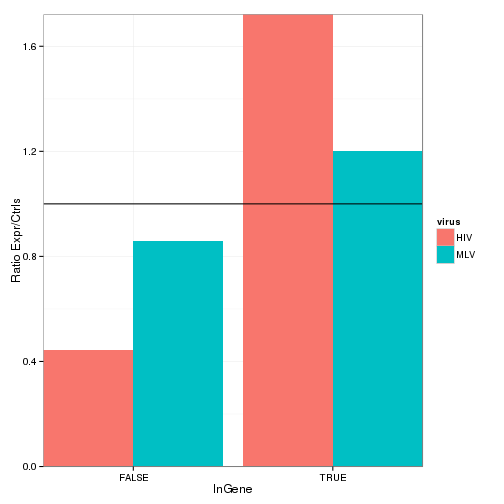 1.6
1.2
0.8
0.4
0.0
Ratio Expr/Ctrls
FALSE
TRUE
InGene
virus
HIV
MLV